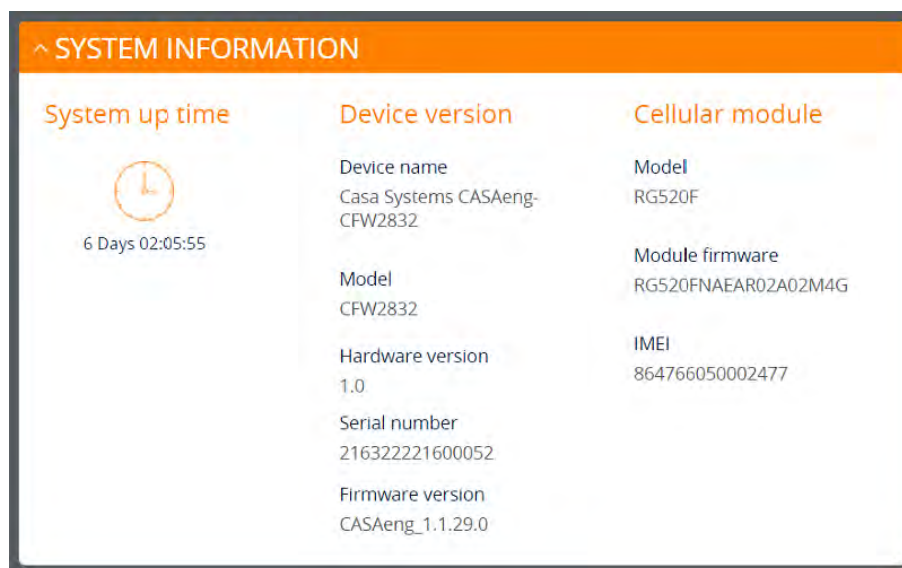 SYSTEM INFORMATION
System up time
6 Days 02:05:55
Device version
Device name
Casa Systems CASAeng-
CFW2832
Model
CFW2832
Hardware version
1.0
Serial number
216322221600052
Firmware version
CASAeng_1.1.29.0
Cellular module
Model
RG520F
Module firmware
RG520FNAEAR02A02M4G
IMEI
864766050002477